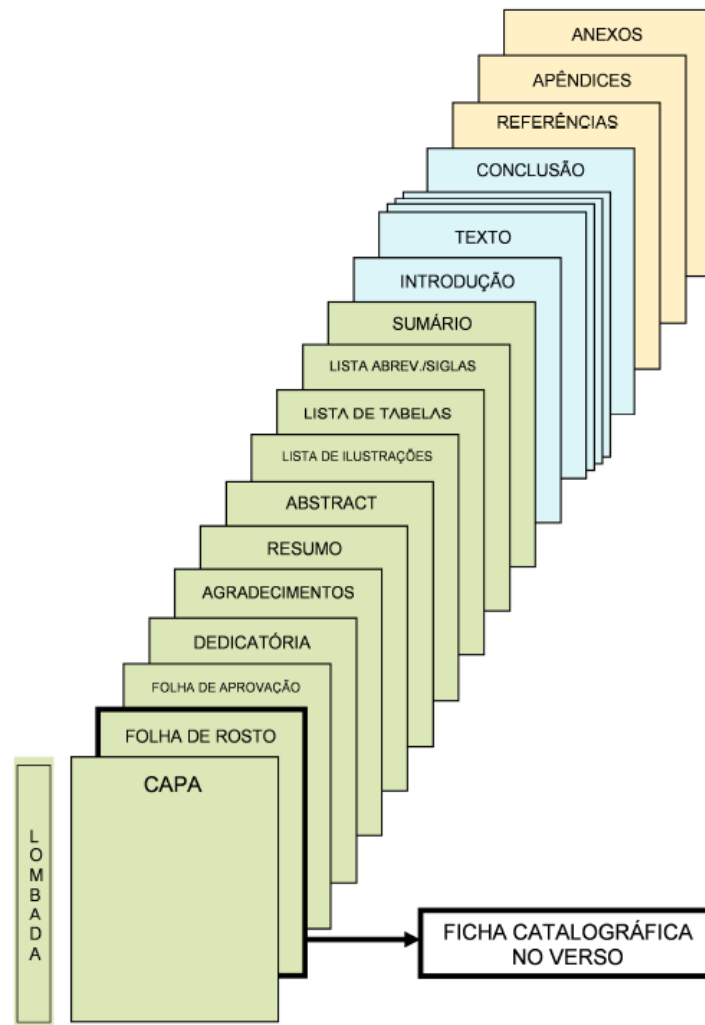 ANEXOS
APÊNDICES
REFERÊNCIAS
CONCLUSÃO
TEXTO
INTRODUÇÃO
SUMÁRIO
LISTA ABREV./SIGLAS
LISTA DE TABELAS
LISTA DE ILUSTRAÇÕES
ABSTRACT
RESUMO
AGRADECIMENTOS
DEDICATÓRIA
FOLHA DE APROVAÇÃO
FOLHA DE ROSTO
CAPA
LOMBADA
FICHA CATALOGRÁFICA
NO VERSO